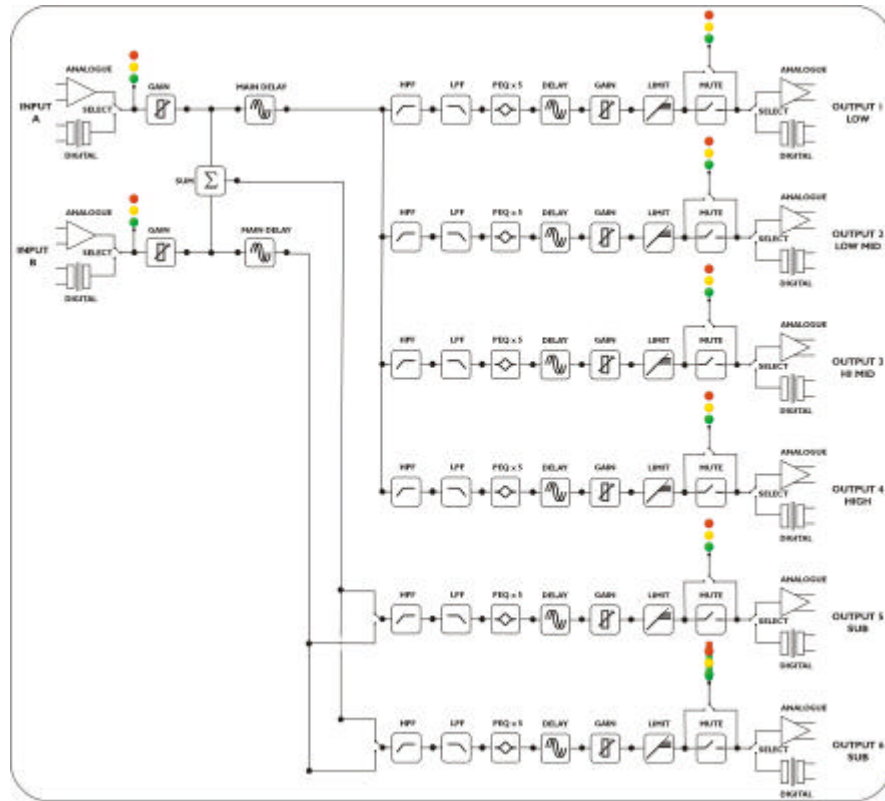 ANALOGUE
INPUT A
SELECT
DIGITAL
GAIN
MAIN DELAY
HPF
LPF
PEQ x 5
DELAY
GAIN
LIMIT
MUTE
ANALOGUE
SELECT
DIGITAL
OUTPUT 1
LOW
SUM
Σ
ANALOGUE
INPUT B
SELECT
DIGITAL
GAIN
MAIN DELAY
HPF
LPF
PEQ x 5
DELAY
GAIN
LIMIT
MUTE
ANALOGUE
SELECT
DIGITAL
OUTPUT 2
LOW MID
HPF
LPF
PEQ x 5
DELAY
GAIN
LIMIT
MUTE
ANALOGUE
SELECT
DIGITAL
OUTPUT 3
HI MID
HPF
LPF
PEQ x 5
DELAY
GAIN
LIMIT
MUTE
ANALOGUE
SELECT
DIGITAL
OUTPUT 4
HIGH
HPF
LPF
PEQ x 5
DELAY
GAIN
LIMIT
MUTE
ANALOGUE
SELECT
DIGITAL
OUTPUT 5
SUB
HPF
LPF
PEQ x 5
DELAY
GAIN
LIMIT
MUTE
ANALOGUE
SELECT
DIGITAL
OUTPUT 6
SUB